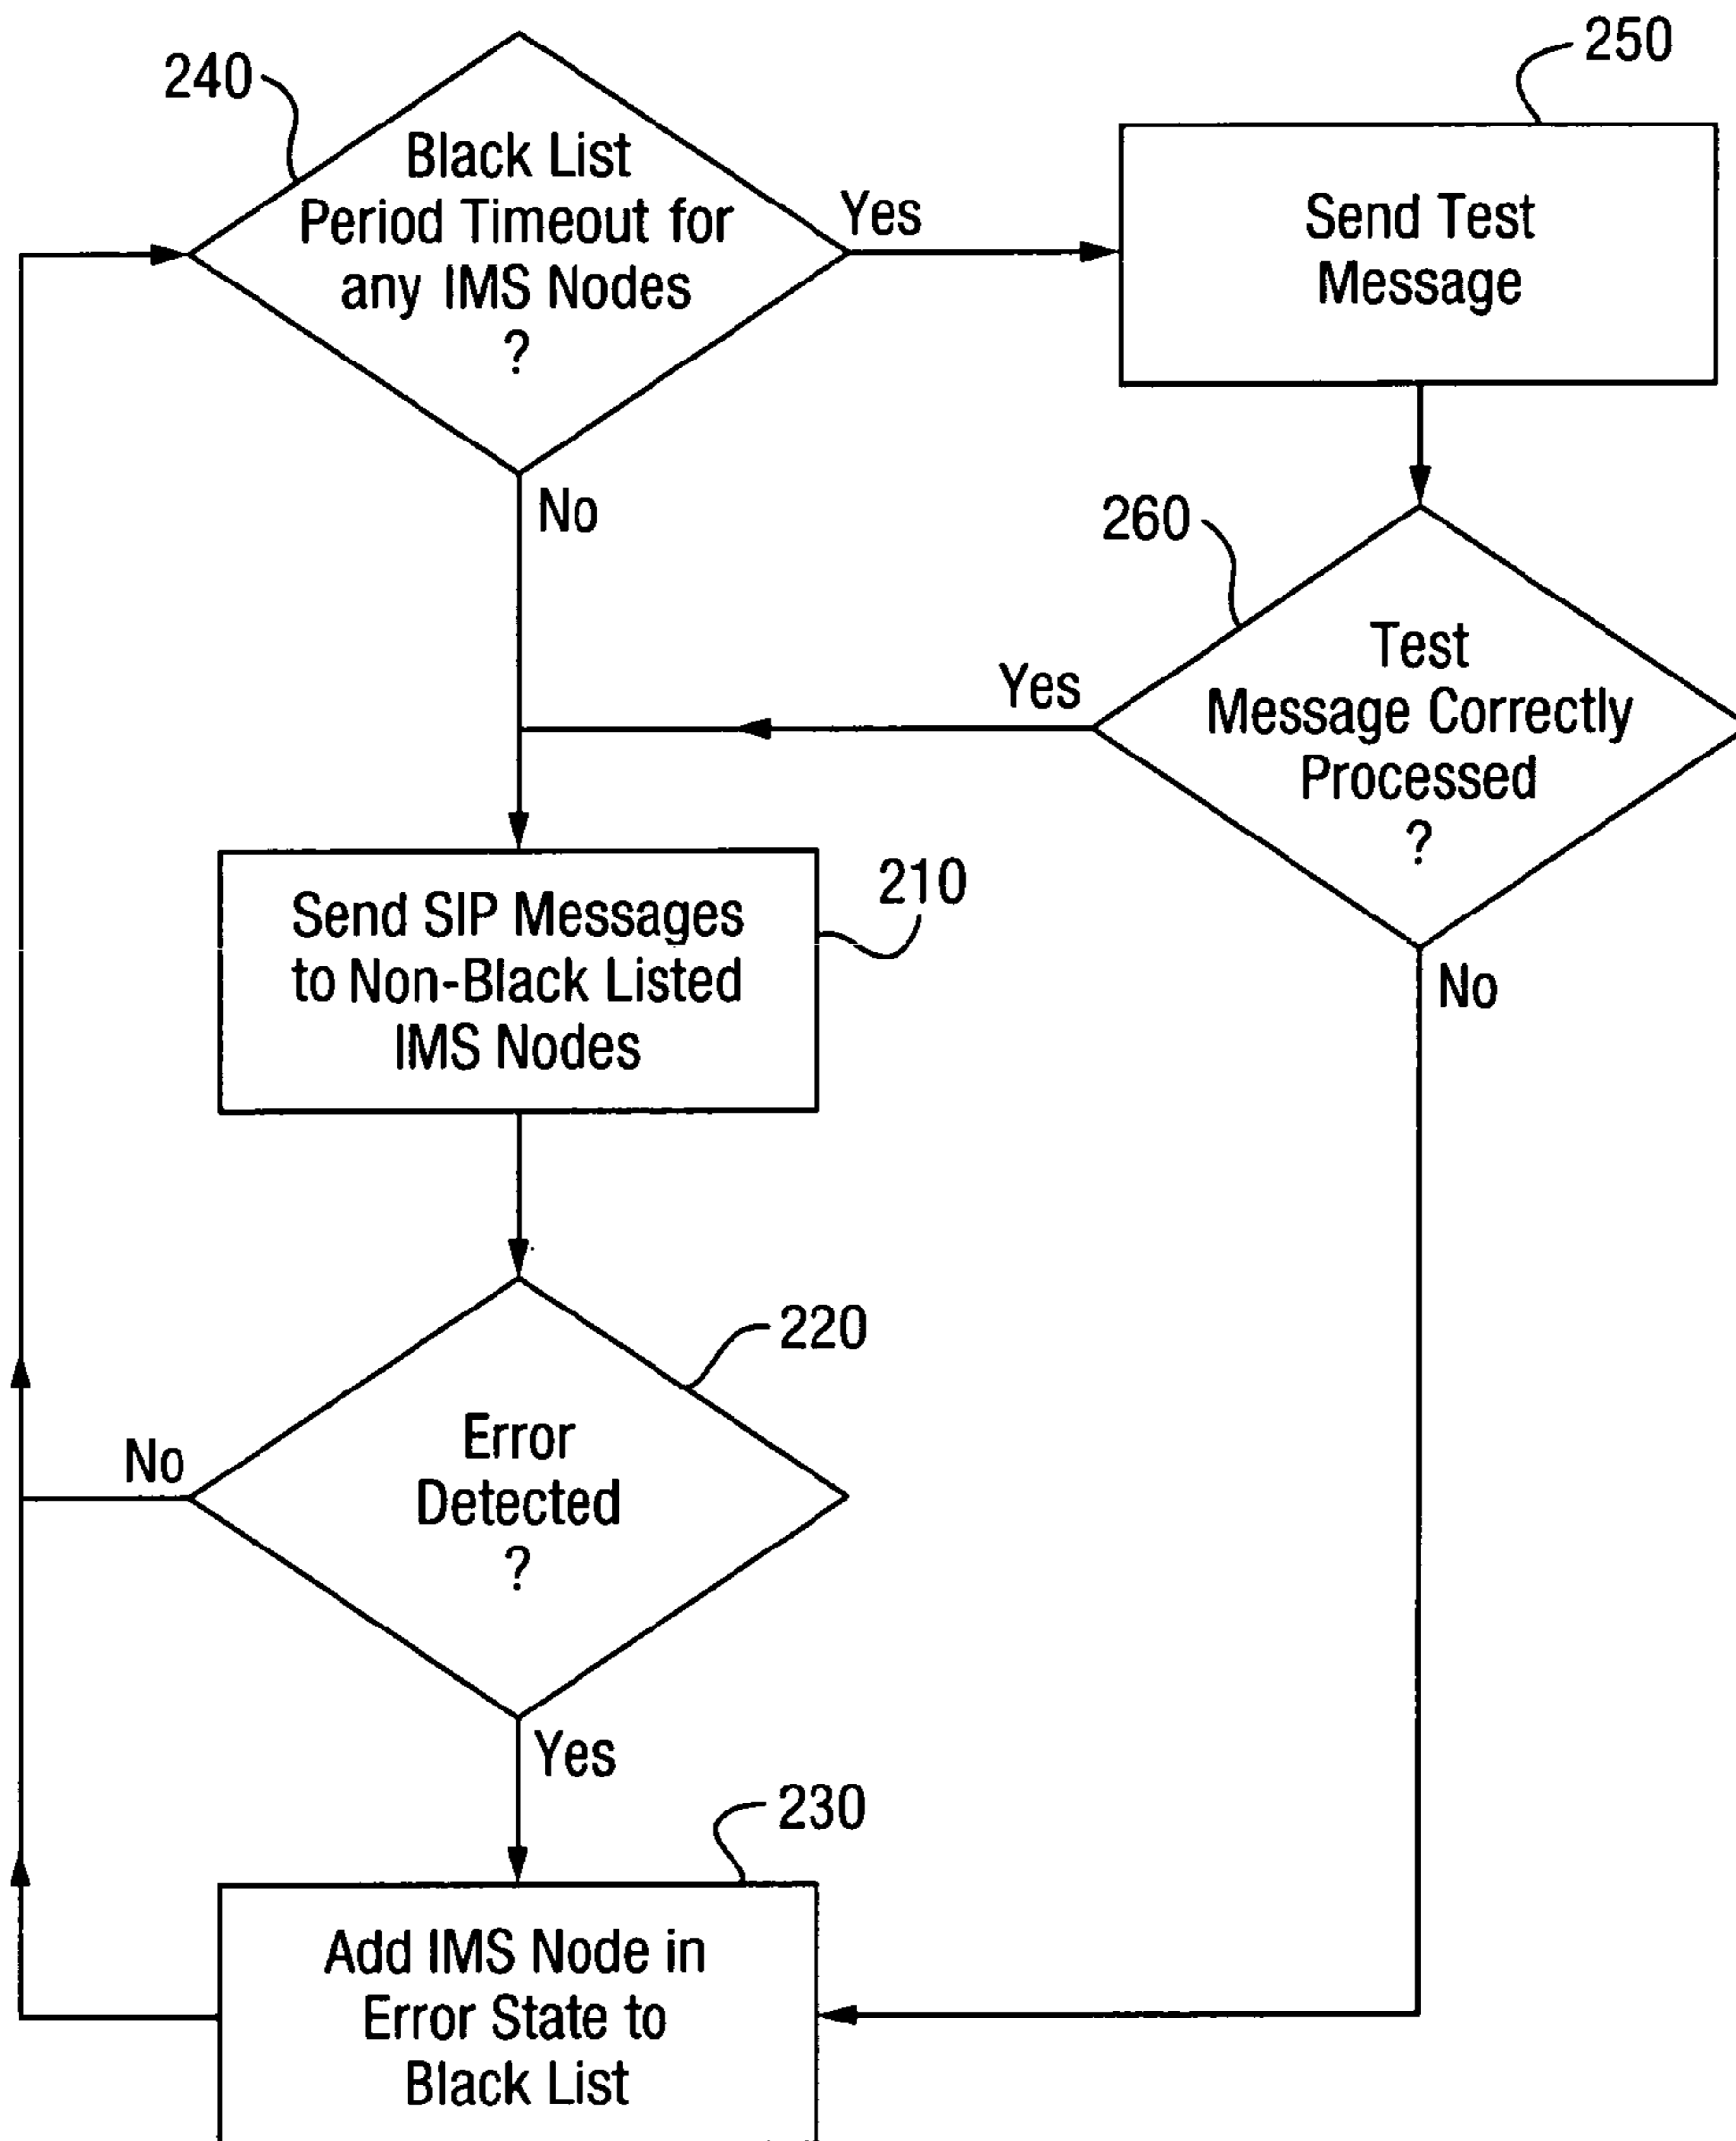 240
Black List
Period Timeout for
any IMS Nodes
?
Yes
No
250
Send Test
Message
260
Test
Message Correctly
Processed
?
Yes
No
210
Send SIP Messages
to Non-Black Listed
IMS Nodes
220
Error
Detected
?
No
Yes
230
Add IMS Node in
Error State to
Black List